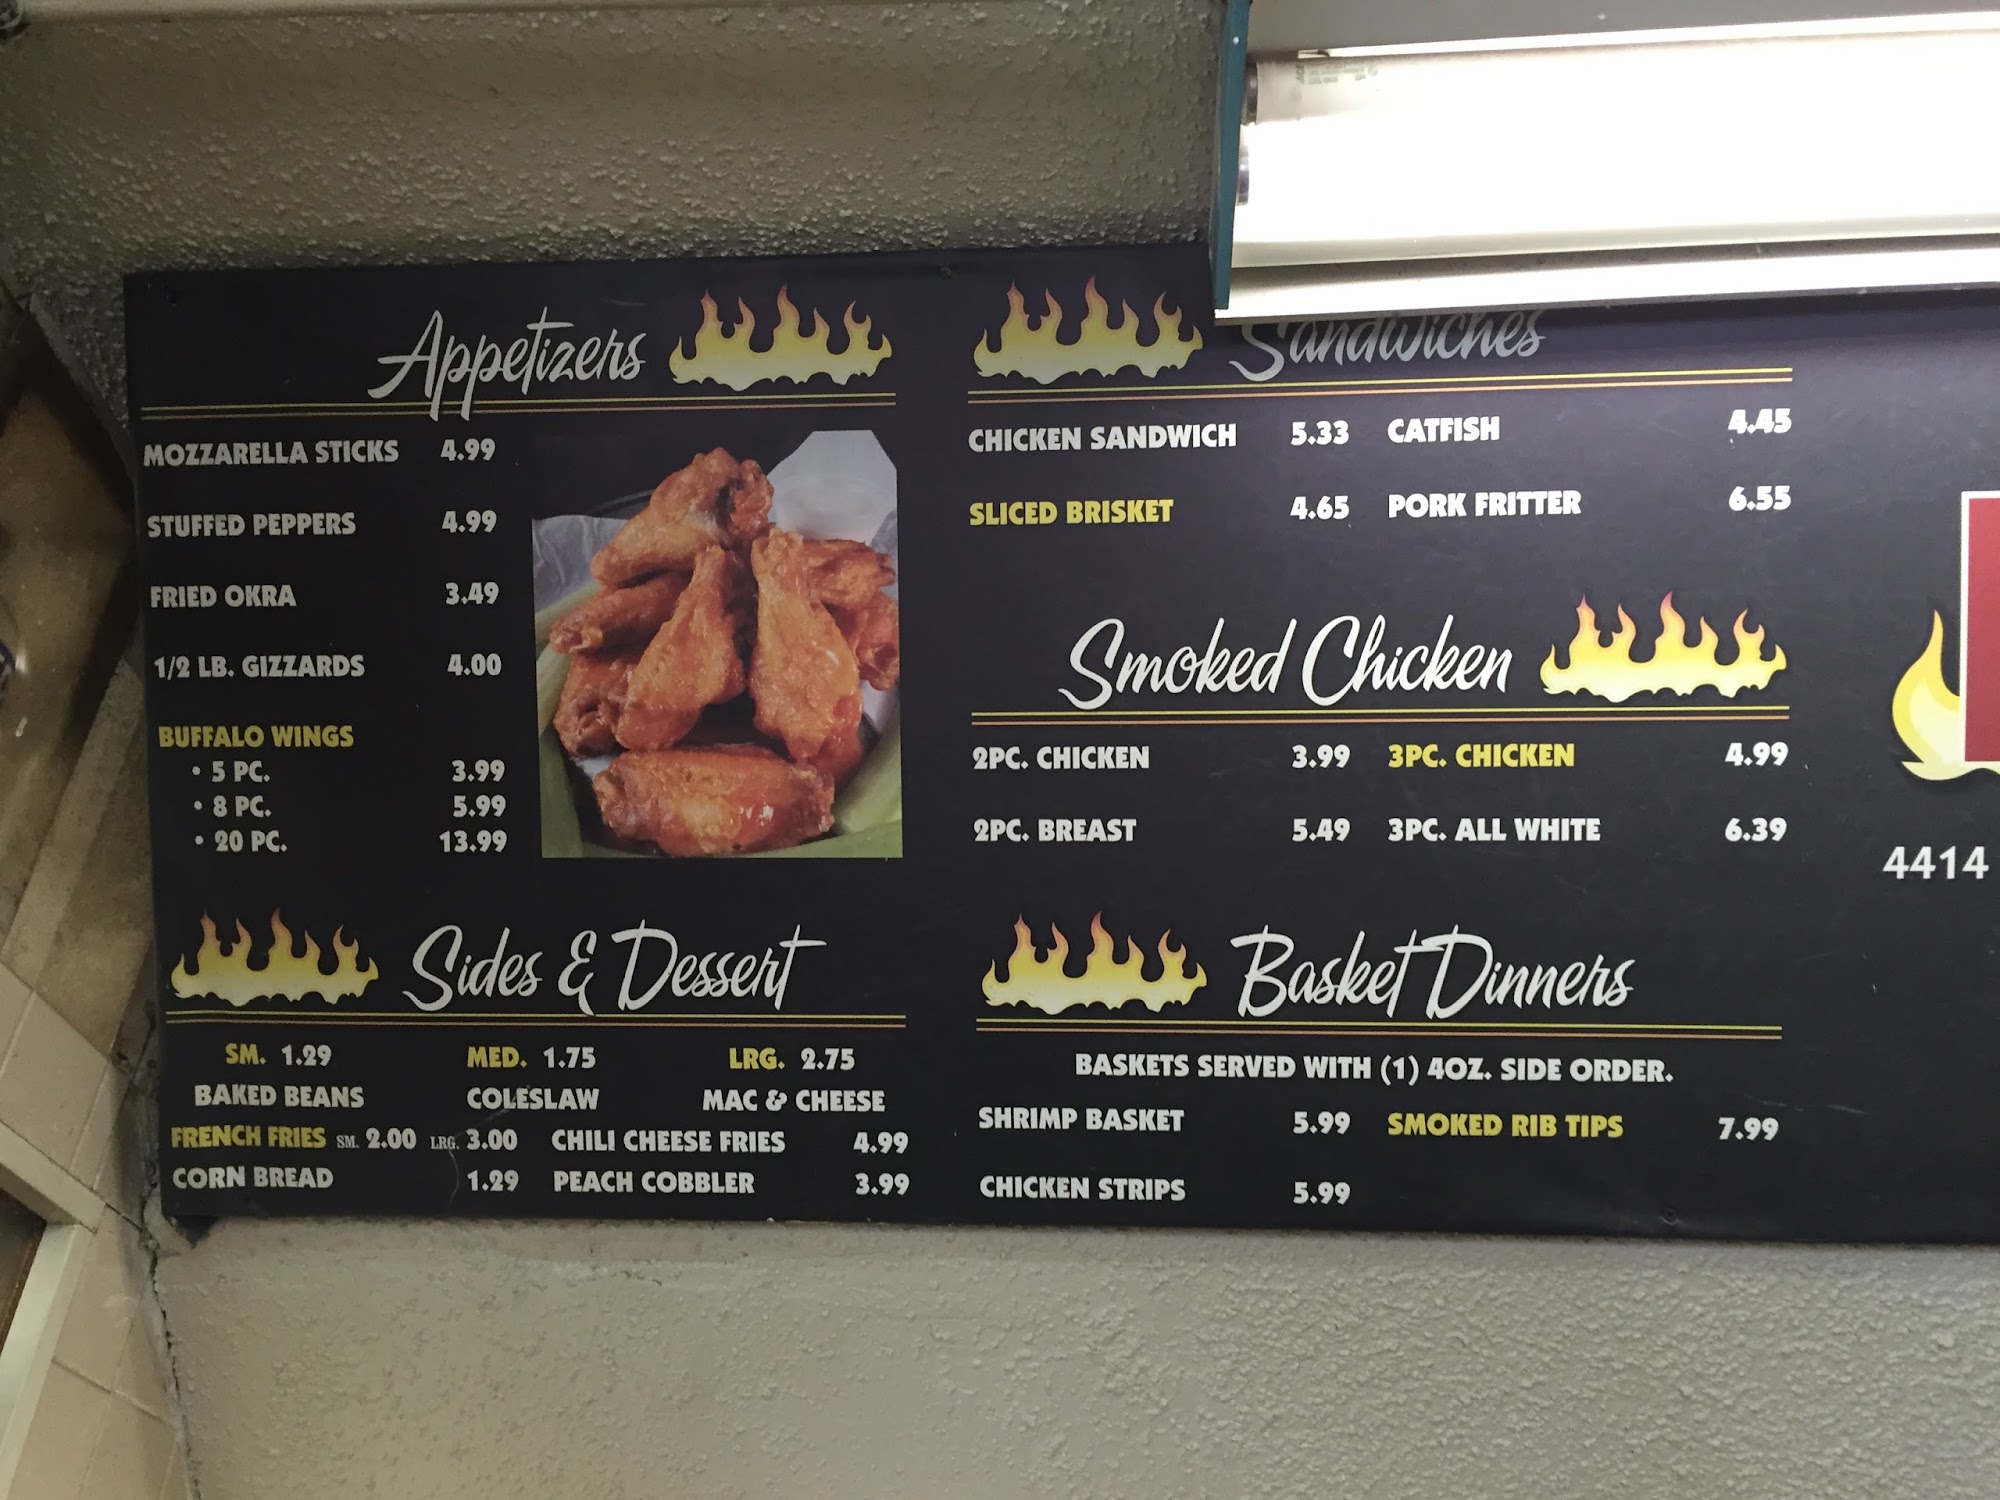 Appetizers
MOZZARELLA STICKS 4.99
STUFFED PEPPERS 4.99
FRIED OKRA 3.49
1/2 LB. GIZZARDS 4.00
BUFFALO WINGS
• 5 PC. 3.99
• 8 PC. 5.99
• 20 PC. 13.99
Sides & Dessert
SM. 1.29 MED. 1.75 LRG. 2.75
BAKED BEANS COLESLAW MAC & CHEESE
FRENCH FRIES SM. 2.00 LRG. 3.00 CHILI CHEESE FRIES 4.99
CORN BREAD 1.29 PEACH COBBLER 3.99
Sandwiches
CHICKEN SANDWICH 5.33 CATFISH 4.45
SLICED BRISKET 4.65 PORK FRITTER 6.55
Smoked Chicken
2PC. CHICKEN 3.99 3PC. CHICKEN 4.99
2PC. BREAST 5.49 3PC. ALL WHITE 6.39
Basket Dinners
BASKETS SERVED WITH (1) 4OZ. SIDE ORDER.
SHRIMP BASKET 5.99 SMOKED RIB TIPS 7.99
CHICKEN STRIPS 5.99
4414